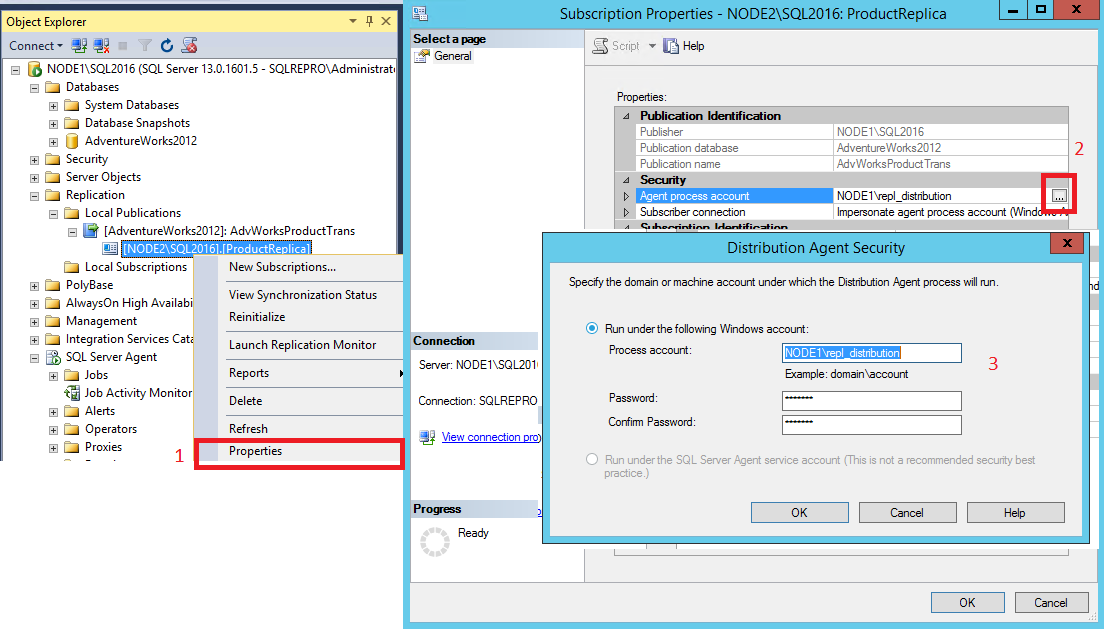 Object Explorer
Connect
NODE1\SQL2016 (SQL Server 13.0.1601.5 - SQLREPRO\Administrat
Databases
System Databases
Database Snapshots
AdventureWorks2012
Security
Server Objects
Replication
Local Publications
[AdventureWorks2012]: AdvWorksProductTrans
[NODE2\SQL2016].[ProductReplica]
Local Subscriptions
PolyBase
AlwaysOn High Availabi
Management
Integration Services Cata
SQL Server Agent
Jobs
Job Activity Monitor
Alerts
Operators
Proxies
New Subscriptions...
View Synchronization Status
Reinitialize
Launch Replication Monitor
Reports
Delete
Refresh
1 Properties
Subscription Properties - NODE2\SQL2016: ProductReplica
Select a page
General
Script Help
Properties:
Publication Identification
Publisher NODE1\SQL2016
Publication database AdventureWorks2012
Publication name AdvWorksProductTrans
2
Security
Agent process account NODE1\repl_distribution ...
Subscriber connection Impersonate agent process account (Windows A
Subscription Identification
Connection
Server: NODE1\SQL201
Connection: SQLREPRO
View connection pro
Progress
Ready
Distribution Agent Security
Specify the domain or machine account under which the Distribution Agent process will run.
Run under the following Windows account:
Process account: NODE1\repl_distribution
3
Example: domain\account
Password: *******
Confirm Password: *******
Run under the SQL Server Agent service account (This is not a recommended security best
practice.)
OK Cancel Help
OK Cancel